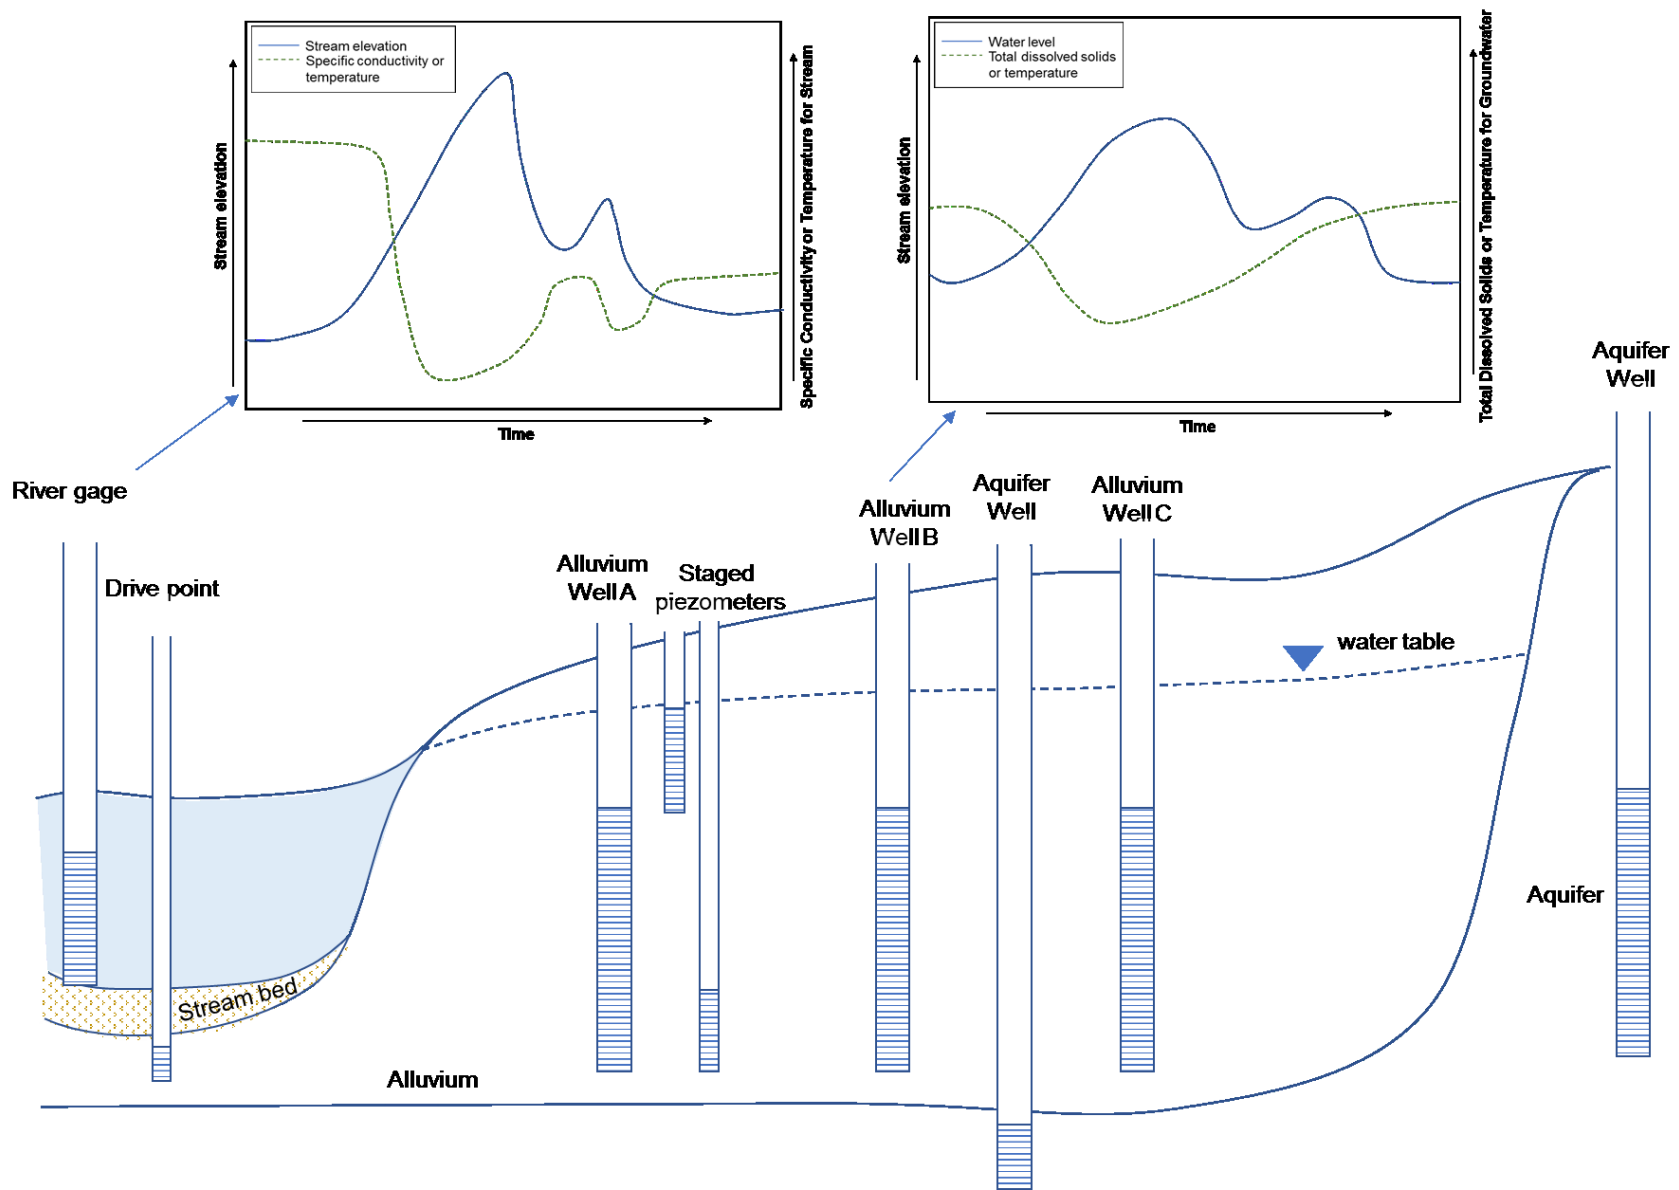 Stream elevation
Specific conductivity or
temperature
Stream elevation
Specific Conductivity or Temperature for Stream
Time
Water level
Total dissolved solids
or temperature
Stream elevation
Total Dissolved Solids or Temperature for Groundwater
Time
Aquifer
Well
River gage
Drive point
Alluvium
Well A
Staged
piezometers
Alluvium
Well B
Aquifer
Well
Alluvium
Well C
water table
Aquifer
Stream bed
Alluvium